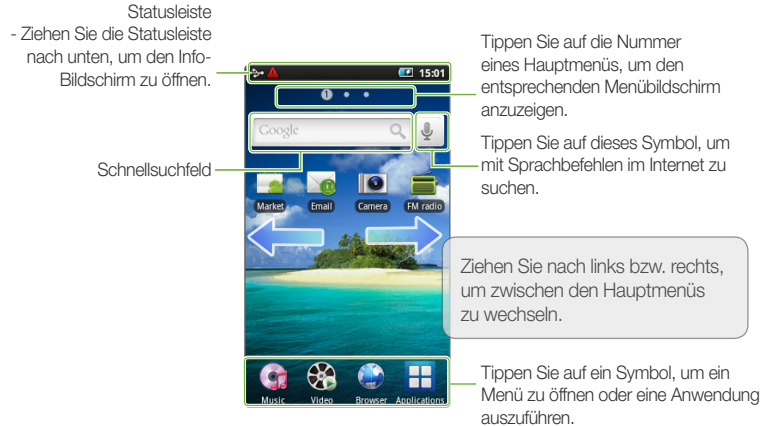 Statusleiste
- Ziehen Sie die Statusleiste
nach unten, um den Info-
Bildschirm zu öffnen.
15:01
1
Tippen Sie auf die Nummer
eines Hauptmenüs, um den
entsprechenden Menübildschirm
anzuzeigen.
Google
Tippen Sie auf dieses Symbol, um
mit Sprachbefehlen im Internet zu
suchen.
Schnellsuchfeld
Market Email Camera FM radio
Ziehen Sie nach links bzw. rechts,
um zwischen den Hauptmenüs
zu wechseln.
Music Video Browser Applications
Tippen Sie auf ein Symbol, um ein
Menü zu öffnen oder eine Anwendung
auszuführen.